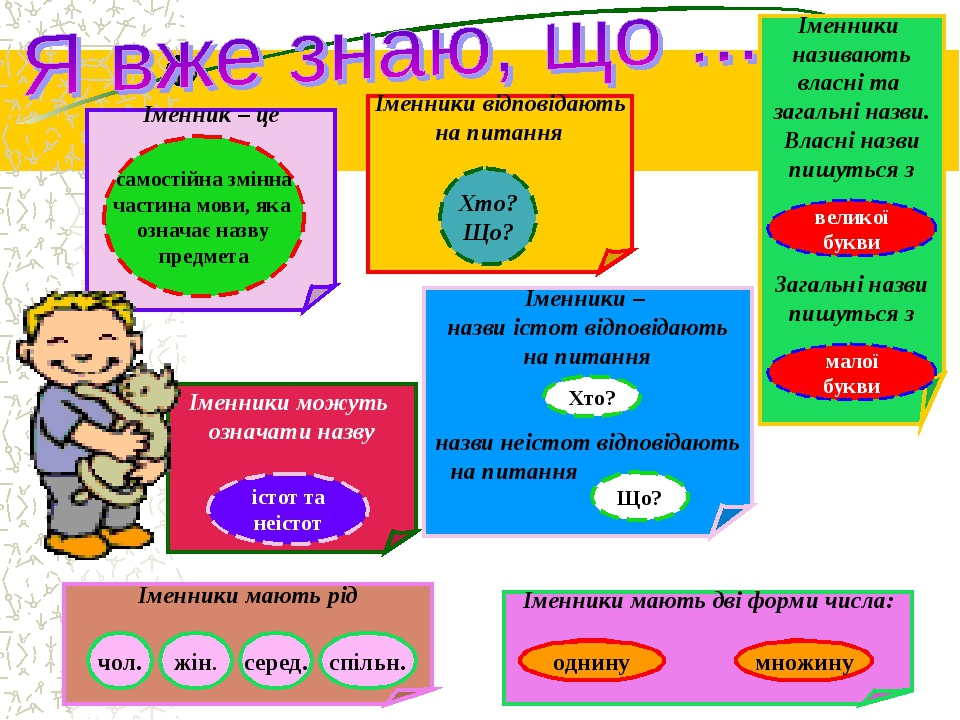 Я вже знаю, що ...
Іменник – це
самостійна змінна
частина мови, яка
означає назву
предмета
Іменники відповідають
на питання
Хто?
Що?
Іменники
називають
власні та
загальні назви.
Власні назви
пишуться з
великої
букви
Загальні назви
пишуться з
малої
букви
Іменники –
назви істот відповідають
на питання
Хто?
назви неістот відповідають
на питання
Що?
Іменники можуть
означати назву
істот та
неістот
Іменники мають рід
чол.
жін.
серед.
спільн.
Іменники мають дві форми числа:
однину
множину